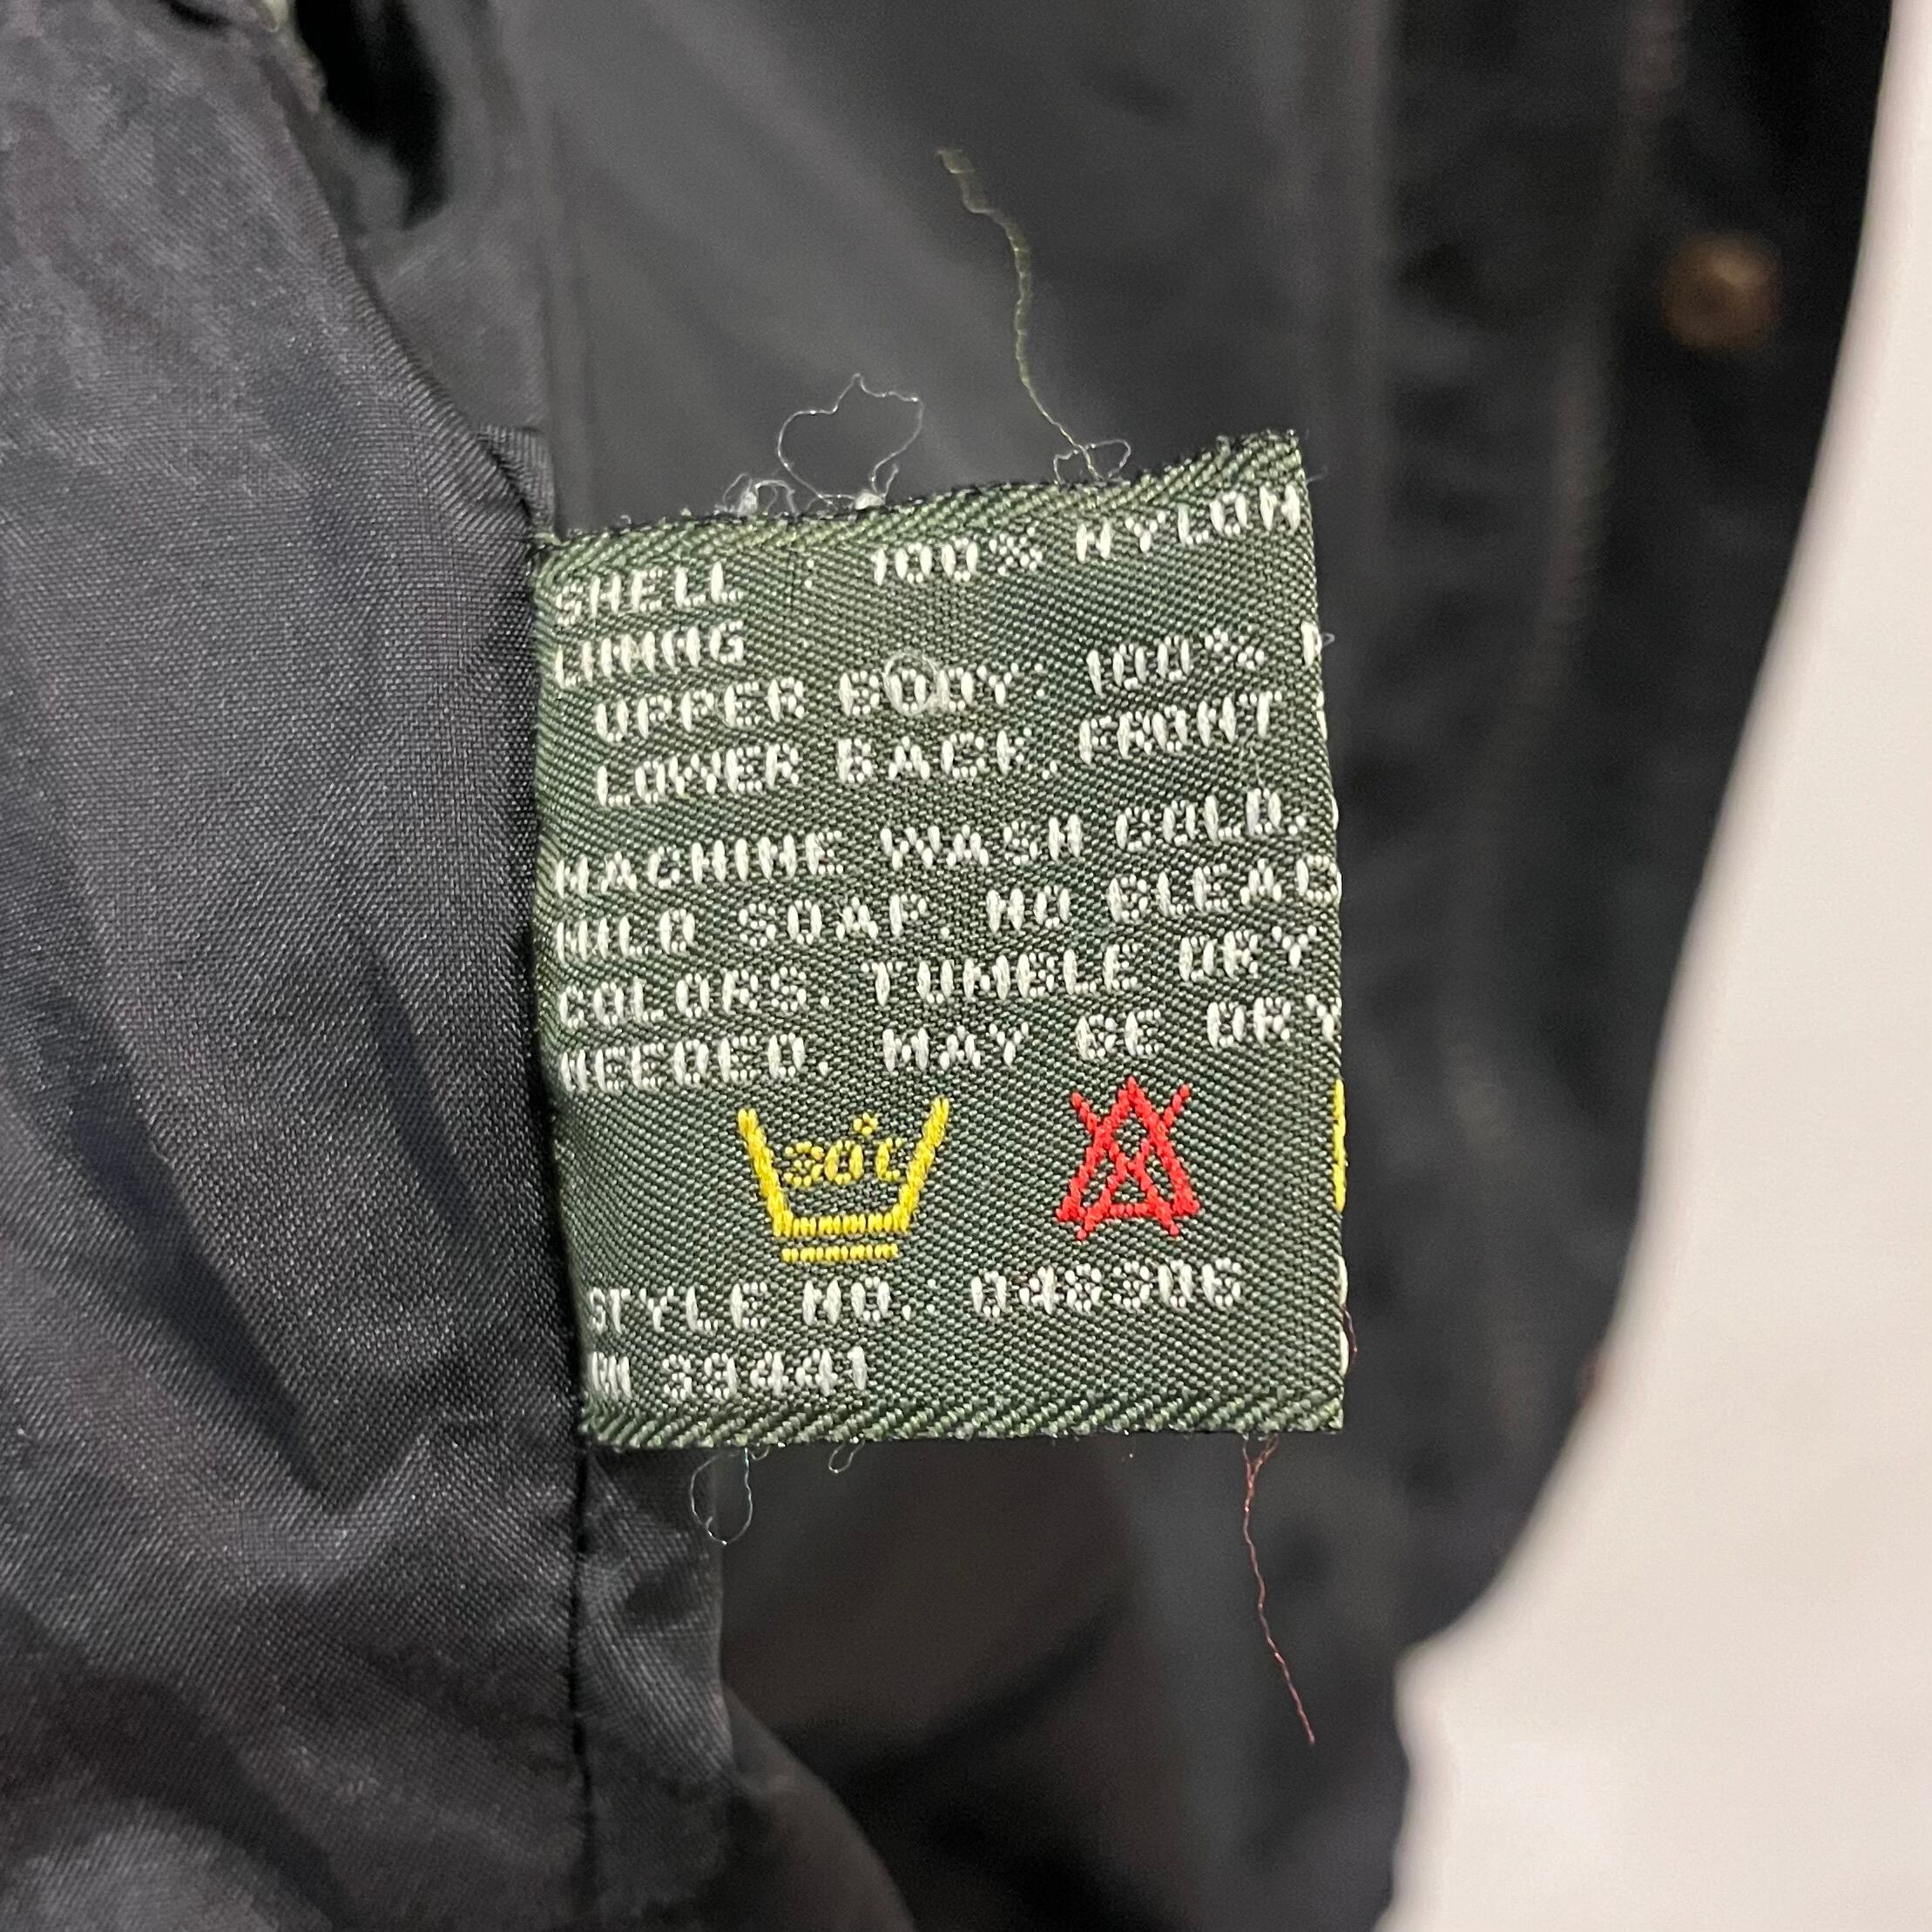 SHELL : 100% NYLON
LINING
UPPER BODY: 100%
LOWER BACK, FRONT
MACHINE WASH COLD.
MILD SOAP. NO BLEAC
COLORS. TUMBLE DRY
NEEDED. MAY BE DRY
30°C
STYLE NO.: 048306
RN 39441